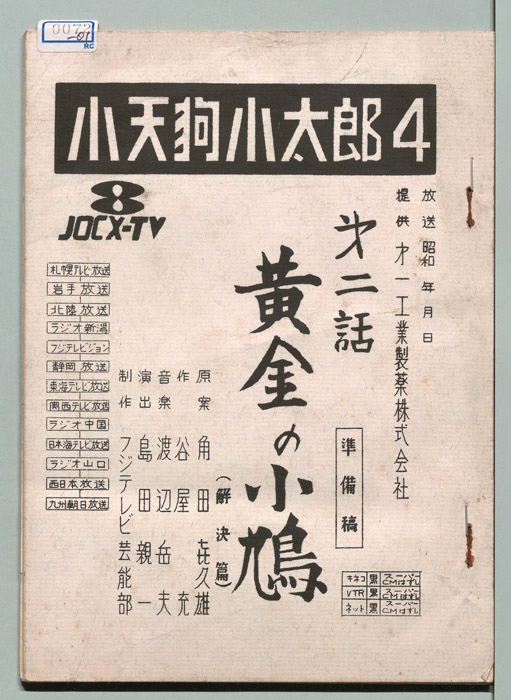 0072
-01
RC
小天狗小太郎4
8
JOCX-TV
放送 昭和 年 月 日
提供 才一工業製薬株式会社
準備稿
才二話
黄金の小鳩
(解決篇)
原案 角田喜久雄
作 谷屋充
音楽 渡辺岳夫
演出 島田親一
制作 フジテレビ芸能部
札幌テレビ放送
岩手放送
北陸放送
ラジオ新潟
フジテレビジョン
静岡放送
東海テレビ放送
関西テレビ放送
ラジオ中国
日本海テレビ放送
ラジオ山口
西日本放送
九州朝日放送
キネコ 黒 スーパー CMはずし
VTR 黒 スーパー CMはずし
ネット 黒 スーパー CMはずし